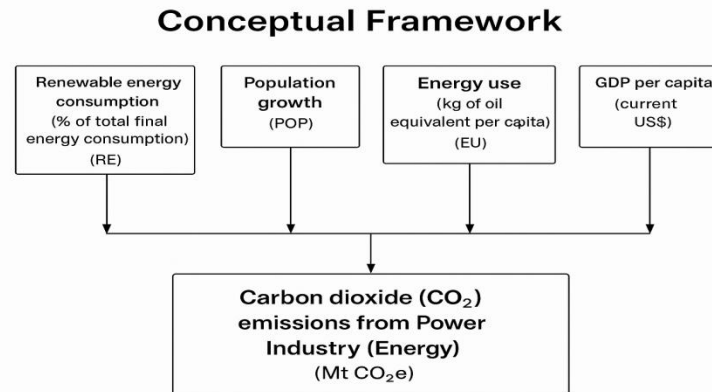 Conceptual Framework
Renewable energy
consumption
(% of total final
energy consumption)
(RE)
Population
growth
(POP)
Energy use
(kg of oil
equivalent per capita)
(EU)
GDP per capita
(current
US$)
Carbon dioxide (CO₂)
emissions from Power
Industry (Energy)
(Mt CO₂e)